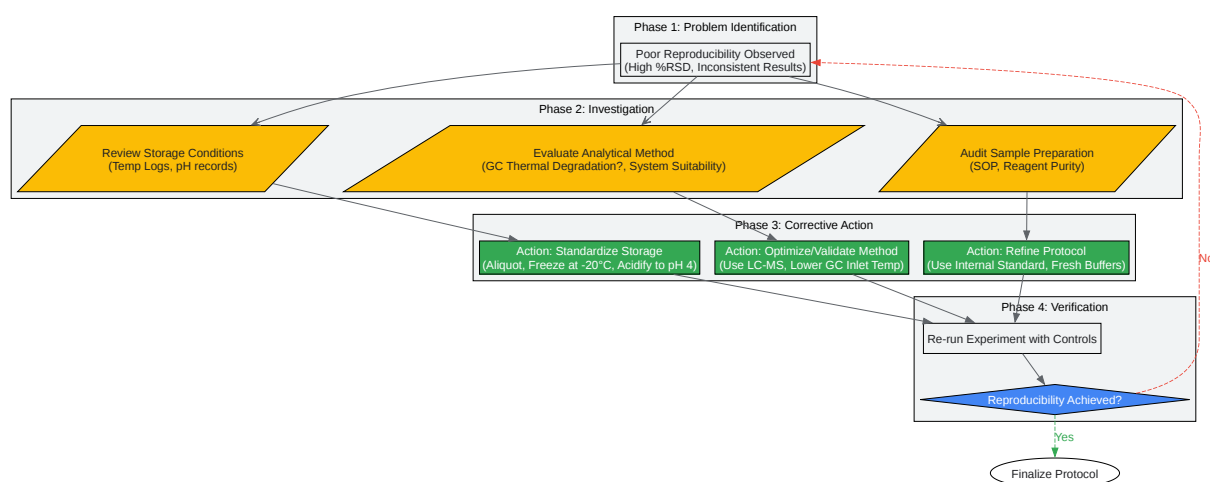 Phase 1: Problem Identification
Poor Reproducibility Observed
(High %RSD, Inconsistent Results)
Phase 2: Investigation
Review Storage Conditions
(Temp Logs, pH records)
Evaluate Analytical Method
(GC Thermal Degradation?, System Suitability)
Audit Sample Preparation
(SOP, Reagent Purity)
Phase 3: Corrective Action
Action: Standardize Storage
(Aliquot, Freeze at -20°C, Acidify to pH 4)
Action: Optimize/Validate Method
(Use LC-MS, Lower GC Inlet Temp)
Action: Refine Protocol
(Use Internal Standard, Fresh Buffers)
No
Phase 4: Verification
Re-run Experiment with Controls
Reproducibility Achieved?
Yes
Finalize Protocol